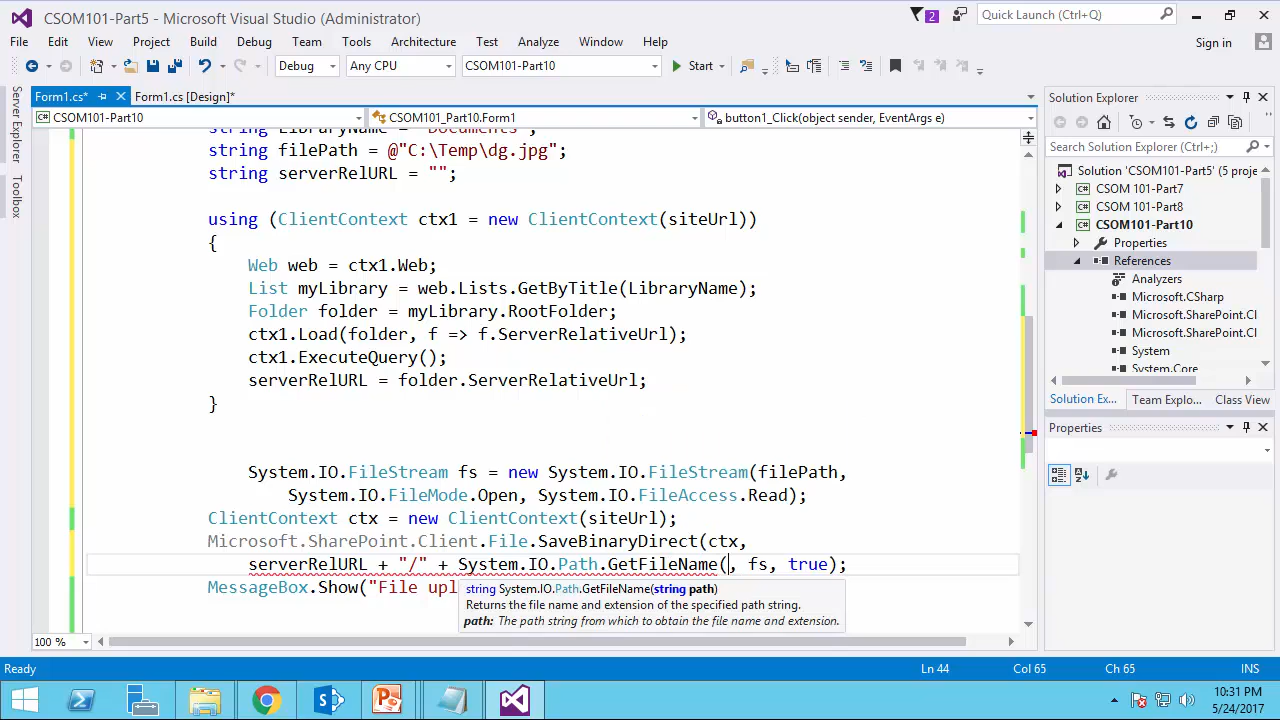 CSOM101-Part5 - Microsoft Visual Studio (Administrator)
2
Quick Launch (Ctrl+Q)
File Edit View Project Build Debug Team Tools Architecture Test Analyze Window Help
Sign in
Debug Any CPU CSOM101-Part10 Start
Server Explorer
Toolbox
Form1.cs* Form1.cs [Design]*
CSOM101-Part10 CSOM101_Part10.Form1 button1_Click(object sender, EventArgs e)
string LibraryName = "Documents";
string filePath = @"C:\Temp\dg.jpg";
string serverRelURL = "";
using (ClientContext ctx1 = new ClientContext(siteUrl))
{
Web web = ctx1.Web;
List myLibrary = web.Lists.GetByTitle(LibraryName);
Folder folder = myLibrary.RootFolder;
ctx1.Load(folder, f => f.ServerRelativeUrl);
ctx1.ExecuteQuery();
serverRelURL = folder.ServerRelativeUrl;
}
System.IO.FileStream fs = new System.IO.FileStream(filePath,
System.IO.FileMode.Open, System.IO.FileAccess.Read);
ClientContext ctx = new ClientContext(siteUrl);
Microsoft.SharePoint.Client.File.SaveBinaryDirect(ctx,
serverRelURL + "/" + System.IO.Path.GetFileName(, fs, true);
MessageBox.Show("File upl
string System.IO.Path.GetFileName(string path)
Returns the file name and extension of the specified path string.
path: The path string from which to obtain the file name and extension.
100 %
Solution Explorer
Search Solution Explorer (Ctrl+;)
Solution 'CSOM101-Part5' (5 proje
CSOM 101-Part7
CSOM 101-Part8
CSOM101-Part10
Properties
References
Analyzers
Microsoft.CSharp
Microsoft.SharePoint.Cl
Microsoft.SharePoint.Cl
System
System.Core
Solution Ex... Team Explo... Class View
Properties
Ready Ln 44 Col 65 Ch 65 INS
10:31 PM
5/24/2017